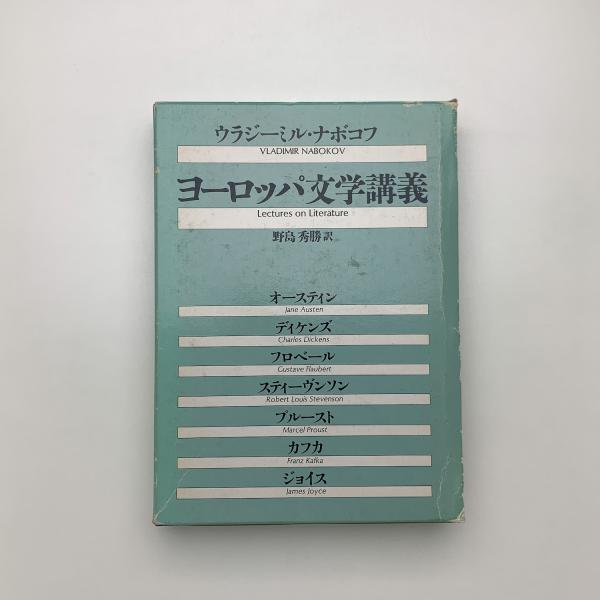 ウラジーミル・ナボコフ
VLADIMIR NABOKOV
ヨーロッパ文学講義
Lectures on Literature
野島秀勝訳
オースティン
Jane Austen
ディケンズ
Charles Dickens
フロベール
Gustave Flaubert
スティーヴンソン
Robert Louis Stevenson
プルースト
Marcel Proust
カフカ
Franz Kafka
ジョイス
James Joyce